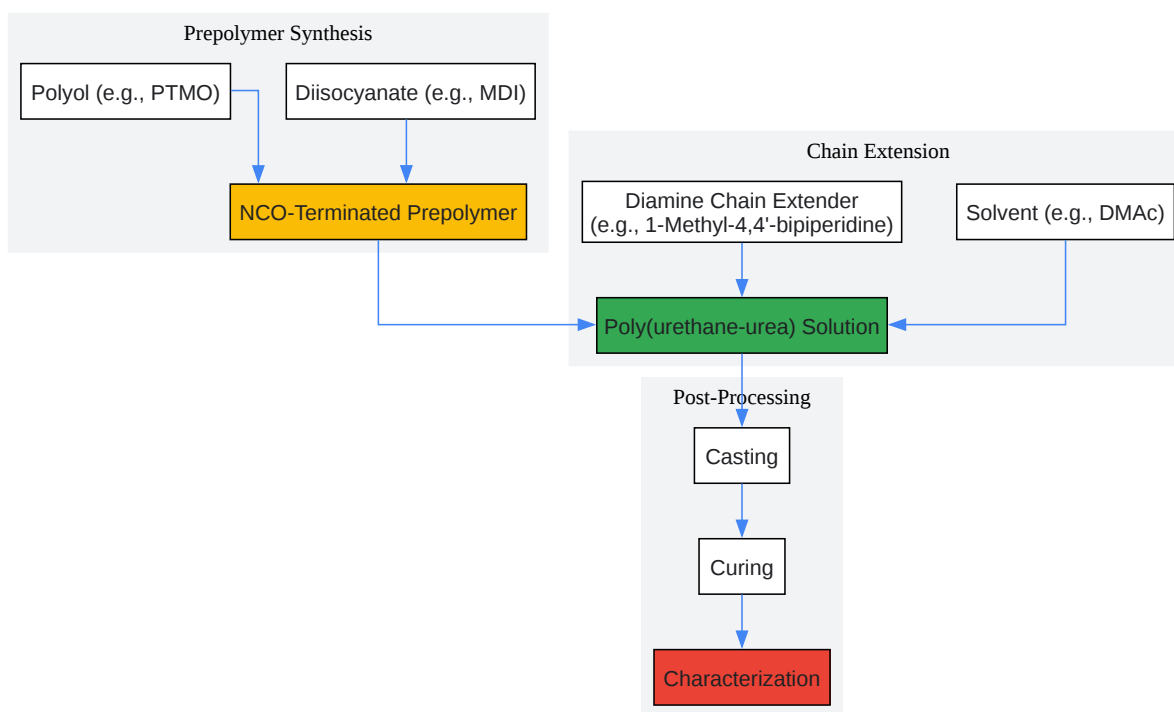 Prepolymer Synthesis
Polyol (e.g., PTMO)
Diisocyanate (e.g., MDI)
NCO-Terminated Prepolymer
Chain Extension
Diamine Chain Extender
(e.g., 1-Methyl-4,4'-bipiperidine)
Solvent (e.g., DMAc)
Poly(urethane-urea) Solution
Post-Processing
Casting
Curing
Characterization